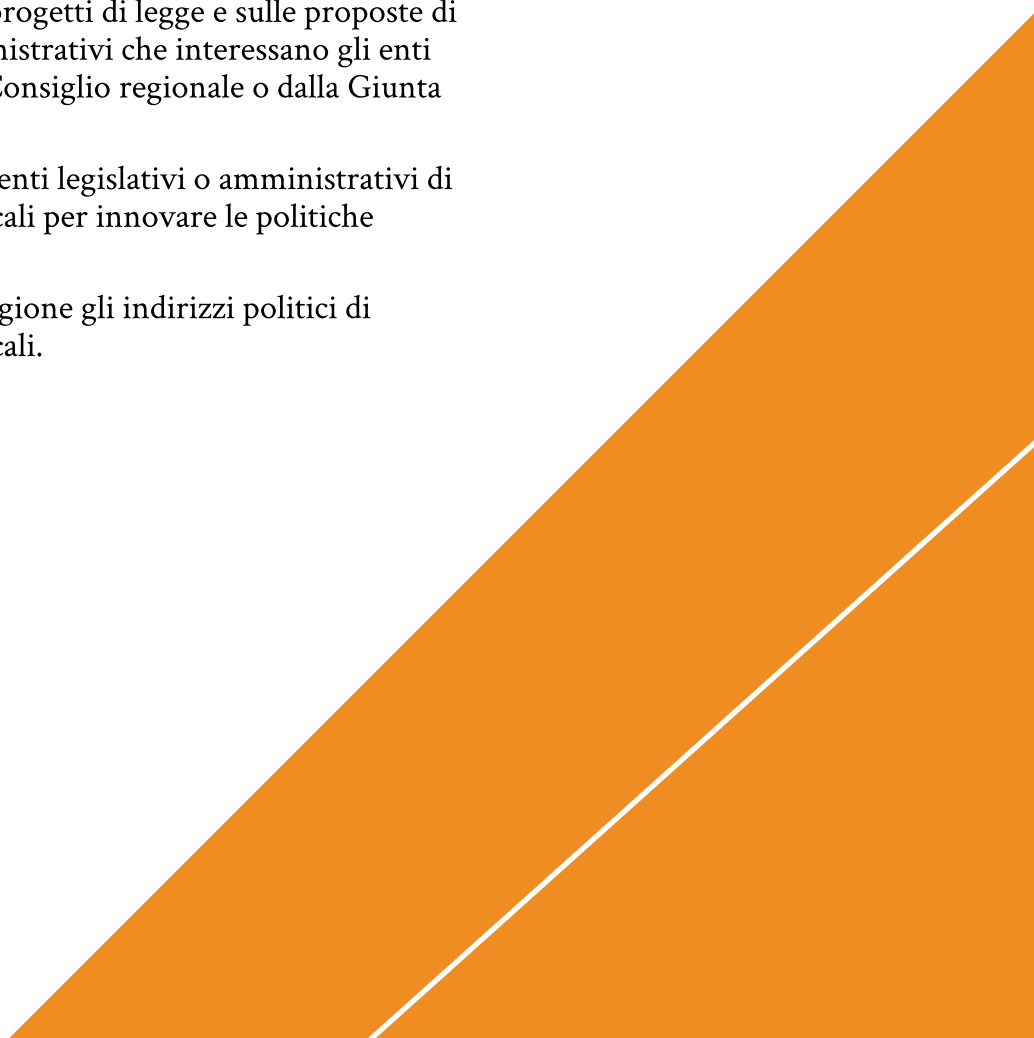 progetti di legge e sulle proposte di
nistrativi che interessano gli enti
Consiglio regionale o dalla Giunta
enti legislativi o amministrativi di
cali per innovare le politiche
gione gli indirizzi politici di
cali.